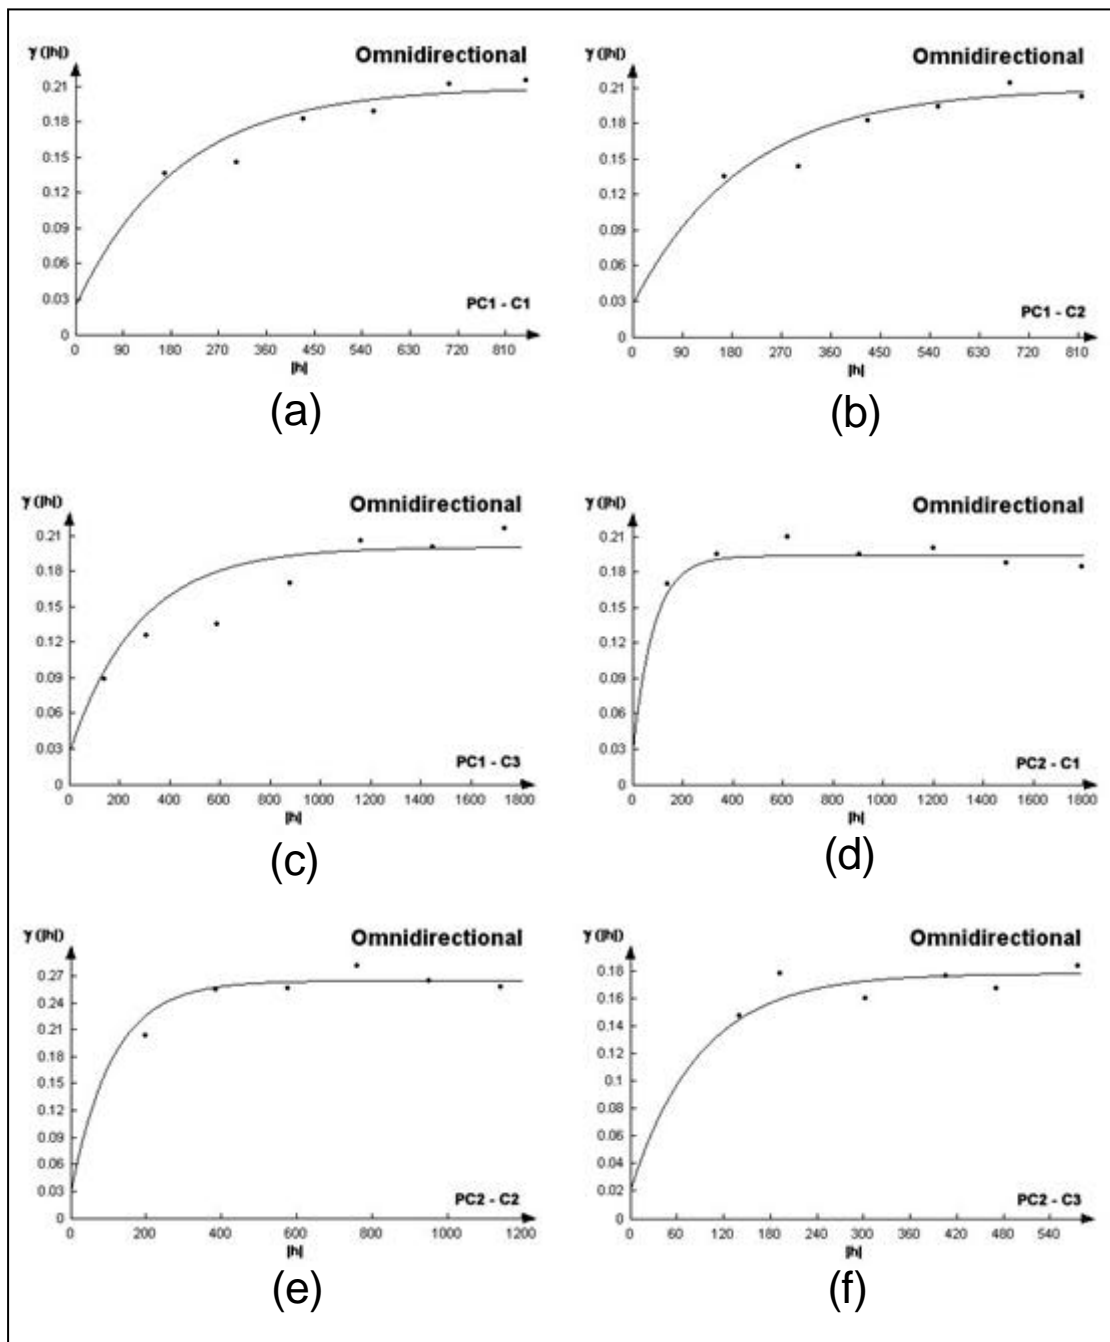 γ (|h|) Omnidirectional
0.21
0.18
0.15
0.12
0.09
0.06
0.03
0
PC1 - C1
0 90 180 270 360 450 540 630 720 810
|h|
(a)
γ (|h|) Omnidirectional
0.21
0.18
0.15
0.12
0.09
0.06
0.03
0
PC1 - C2
0 90 180 270 360 450 540 630 720 810
|h|
(b)
γ (|h|) Omnidirectional
0.21
0.18
0.15
0.12
0.09
0.06
0.03
0
PC1 - C3
0 200 400 600 800 1000 1200 1400 1600 1800
|h|
(c)
γ (|h|) Omnidirectional
0.21
0.18
0.15
0.12
0.09
0.06
0.03
0
PC2 - C1
0 200 400 600 800 1000 1200 1400 1600 1800
|h|
(d)
γ (|h|) Omnidirectional
0.27
0.24
0.21
0.18
0.15
0.12
0.09
0.06
0.03
0
PC2 - C2
0 200 400 600 800 1000 1200
|h|
(e)
γ (|h|) Omnidirectional
0.18
0.16
0.14
0.12
0.1
0.08
0.06
0.04
0.02
0
PC2 - C3
0 60 120 180 240 300 360 420 480 540
|h|
(f)